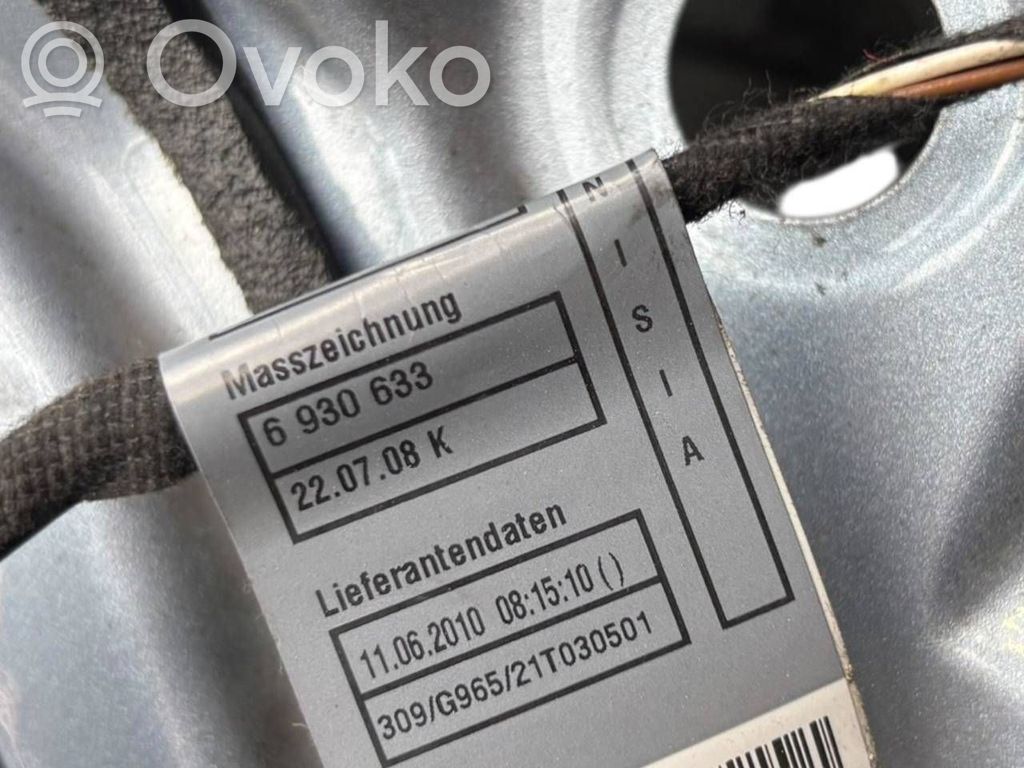 Ovoko
Masszeichnung
6 930 633
22.07.08 K
Lieferantendaten
11.06.2010 08:15:10 ( )
309/G965/21T030501
N
I
S
I
A